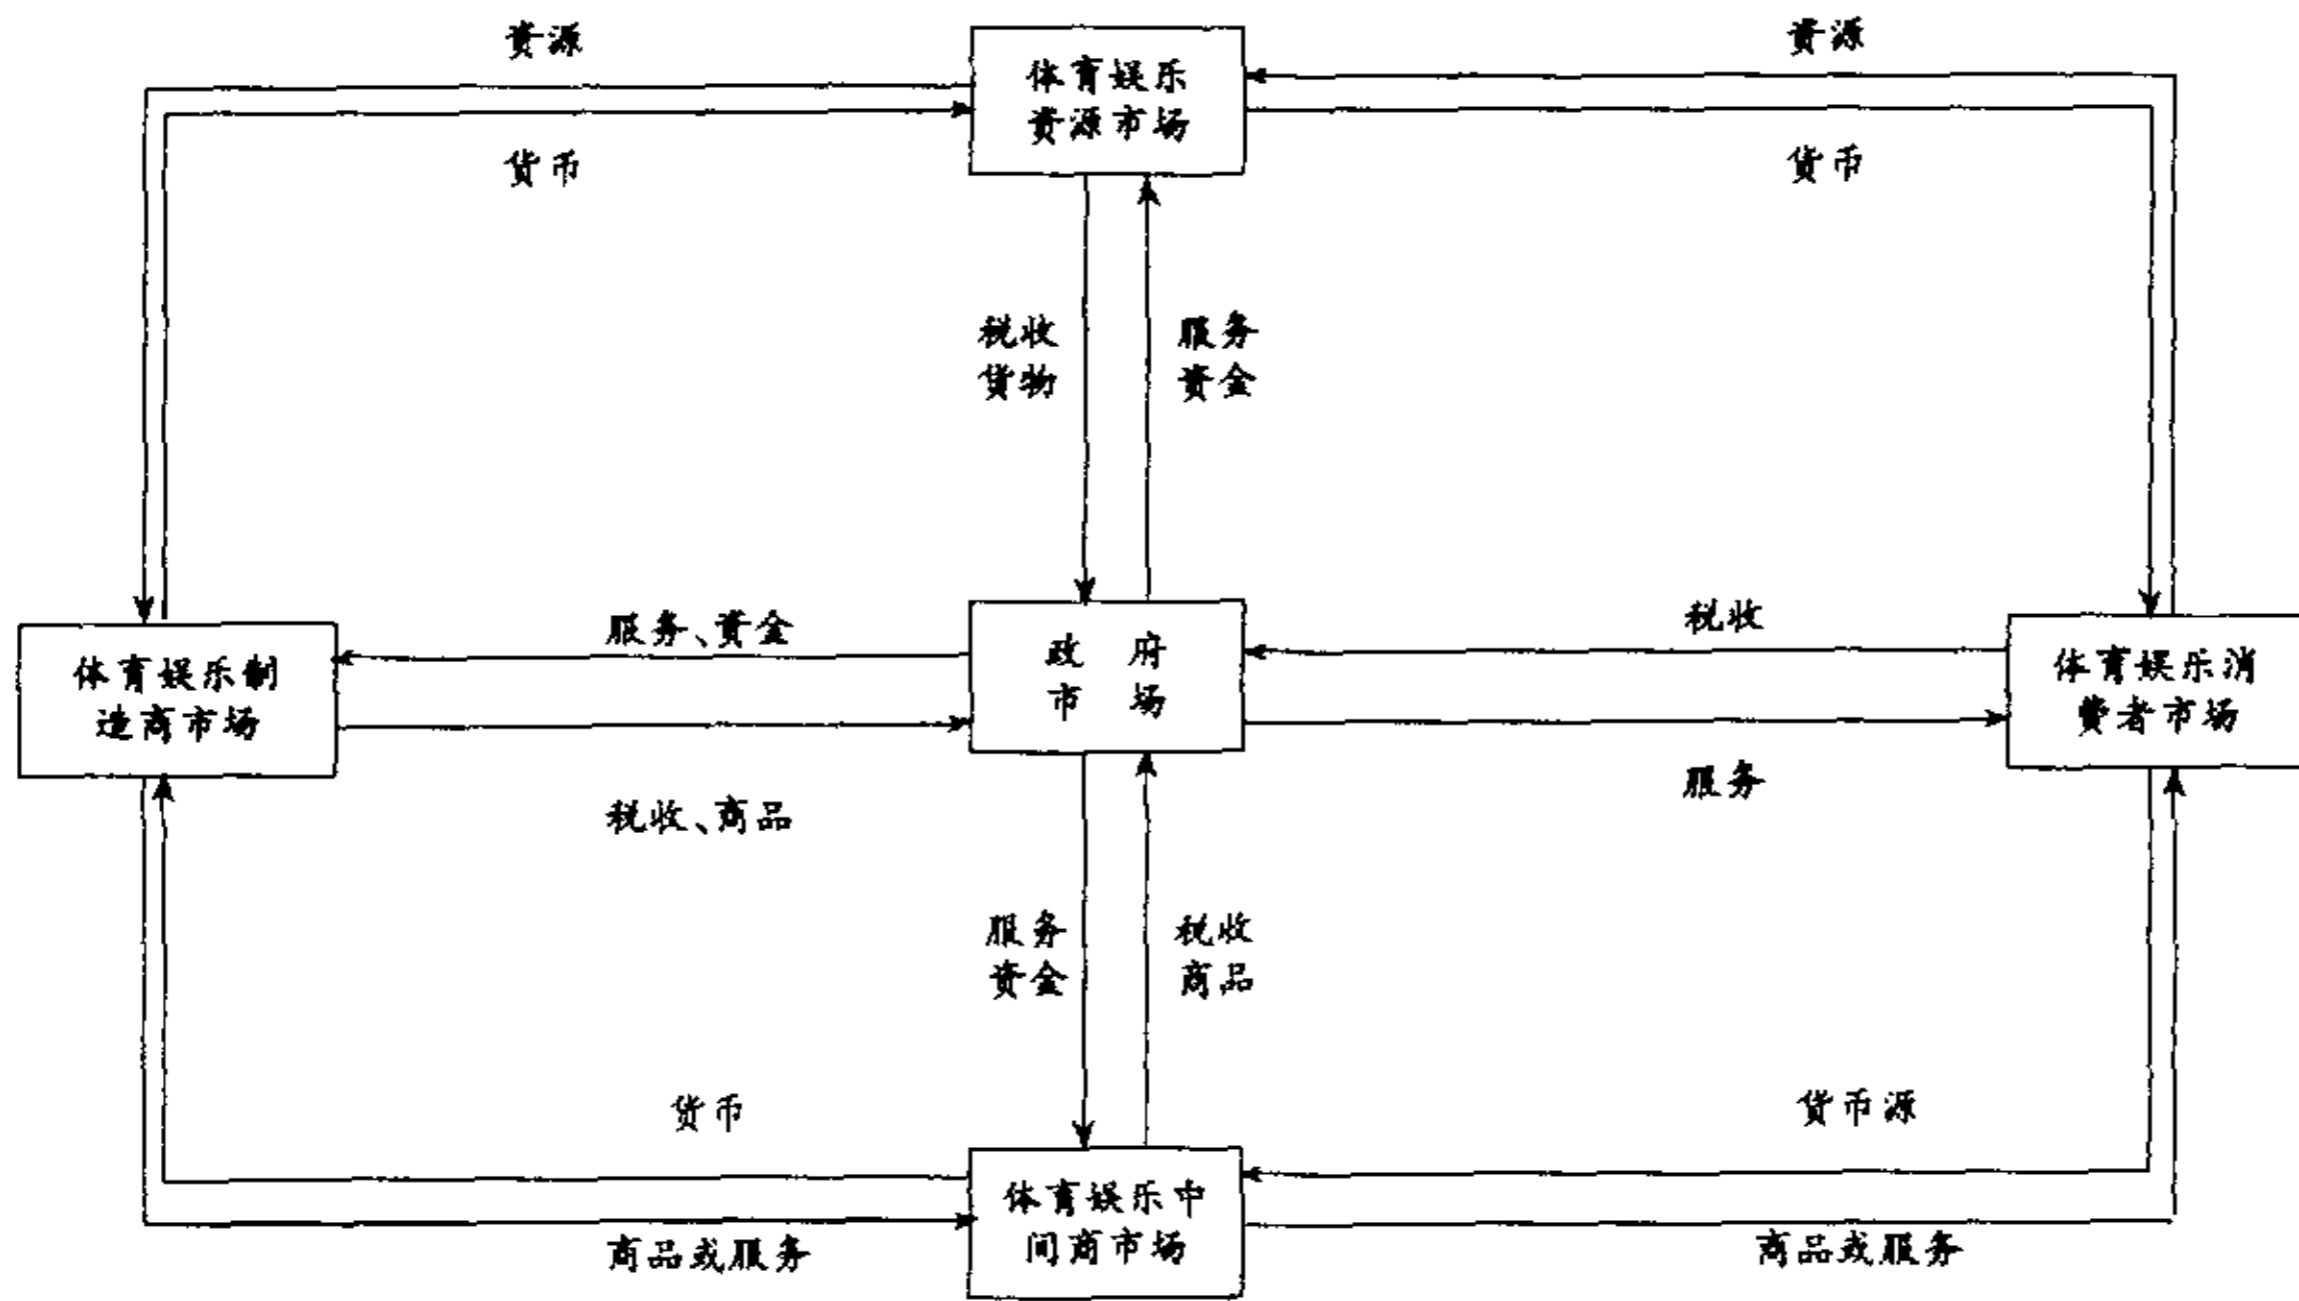 资源
体育娱乐
资源市场
资源
货币
货币
税收
货物
服务
资金
服务、资金
政 府
市 场
税收
体育娱乐制
造商市场
体育娱乐消
费者市场
税收、商品
服务
服务
资金
税收
商品
货币
货币源
体育娱乐中
间商市场
商品或服务
商品或服务